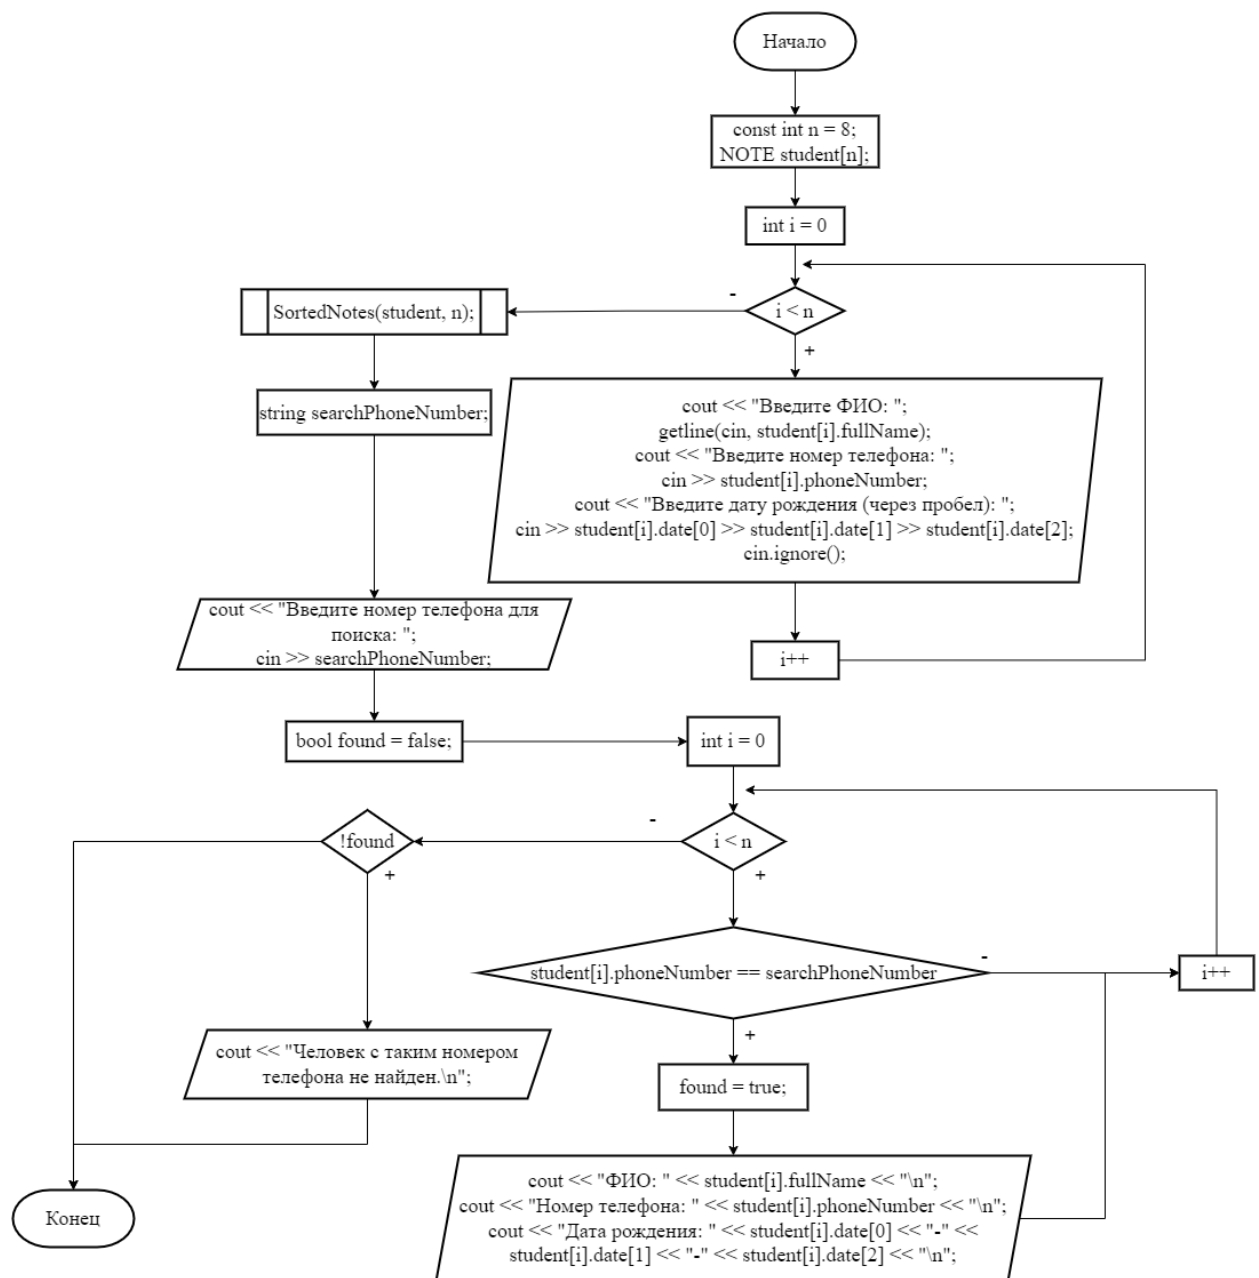 Начало
const int n = 8;
NOTE student[n];
int i = 0
i < n
-
+
SortedNotes(student, n);
string searchPhoneNumber;
cout << "Введите ФИО: ";
getline(cin, student[i].fullName);
cout << "Введите номер телефона: ";
cin >> student[i].phoneNumber;
cout << "Введите дату рождения (через пробел): ";
cin >> student[i].date[0] >> student[i].date[1] >> student[i].date[2];
cin.ignore();
i++
cout << "Введите номер телефона для
поиска: ";
cin >> searchPhoneNumber;
bool found = false;
int i = 0
i < n
-
+
!found
+
student[i].phoneNumber == searchPhoneNumber
-
+
i++
cout << "Человек с таким номером
телефона не найден.\n";
found = true;
cout << "ФИО: " << student[i].fullName << "\n";
cout << "Номер телефона: " << student[i].phoneNumber << "\n";
cout << "Дата рождения: " << student[i].date[0] << "-" <<
student[i].date[1] << "-" << student[i].date[2] << "\n";
Конец